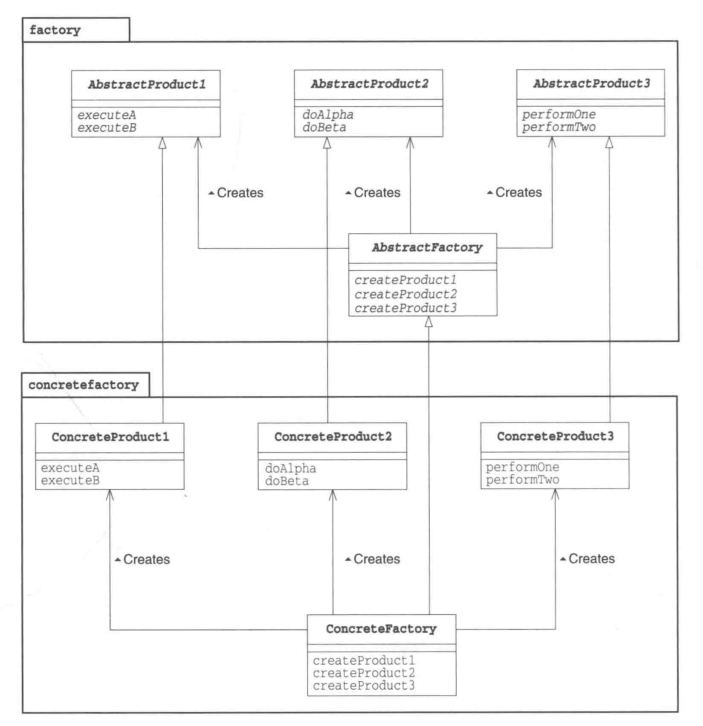 factory
AbstractProduct1
executeA
executeB
AbstractProduct2
doAlpha
doBeta
AbstractProduct3
performOne
performTwo
Creates
Creates
Creates
AbstractFactory
createProduct1
createProduct2
createProduct3
concretefactory
ConcreteProduct1
executeA
executeB
ConcreteProduct2
doAlpha
doBeta
ConcreteProduct3
performOne
performTwo
Creates
Creates
Creates
ConcreteFactory
createProduct1
createProduct2
createProduct3